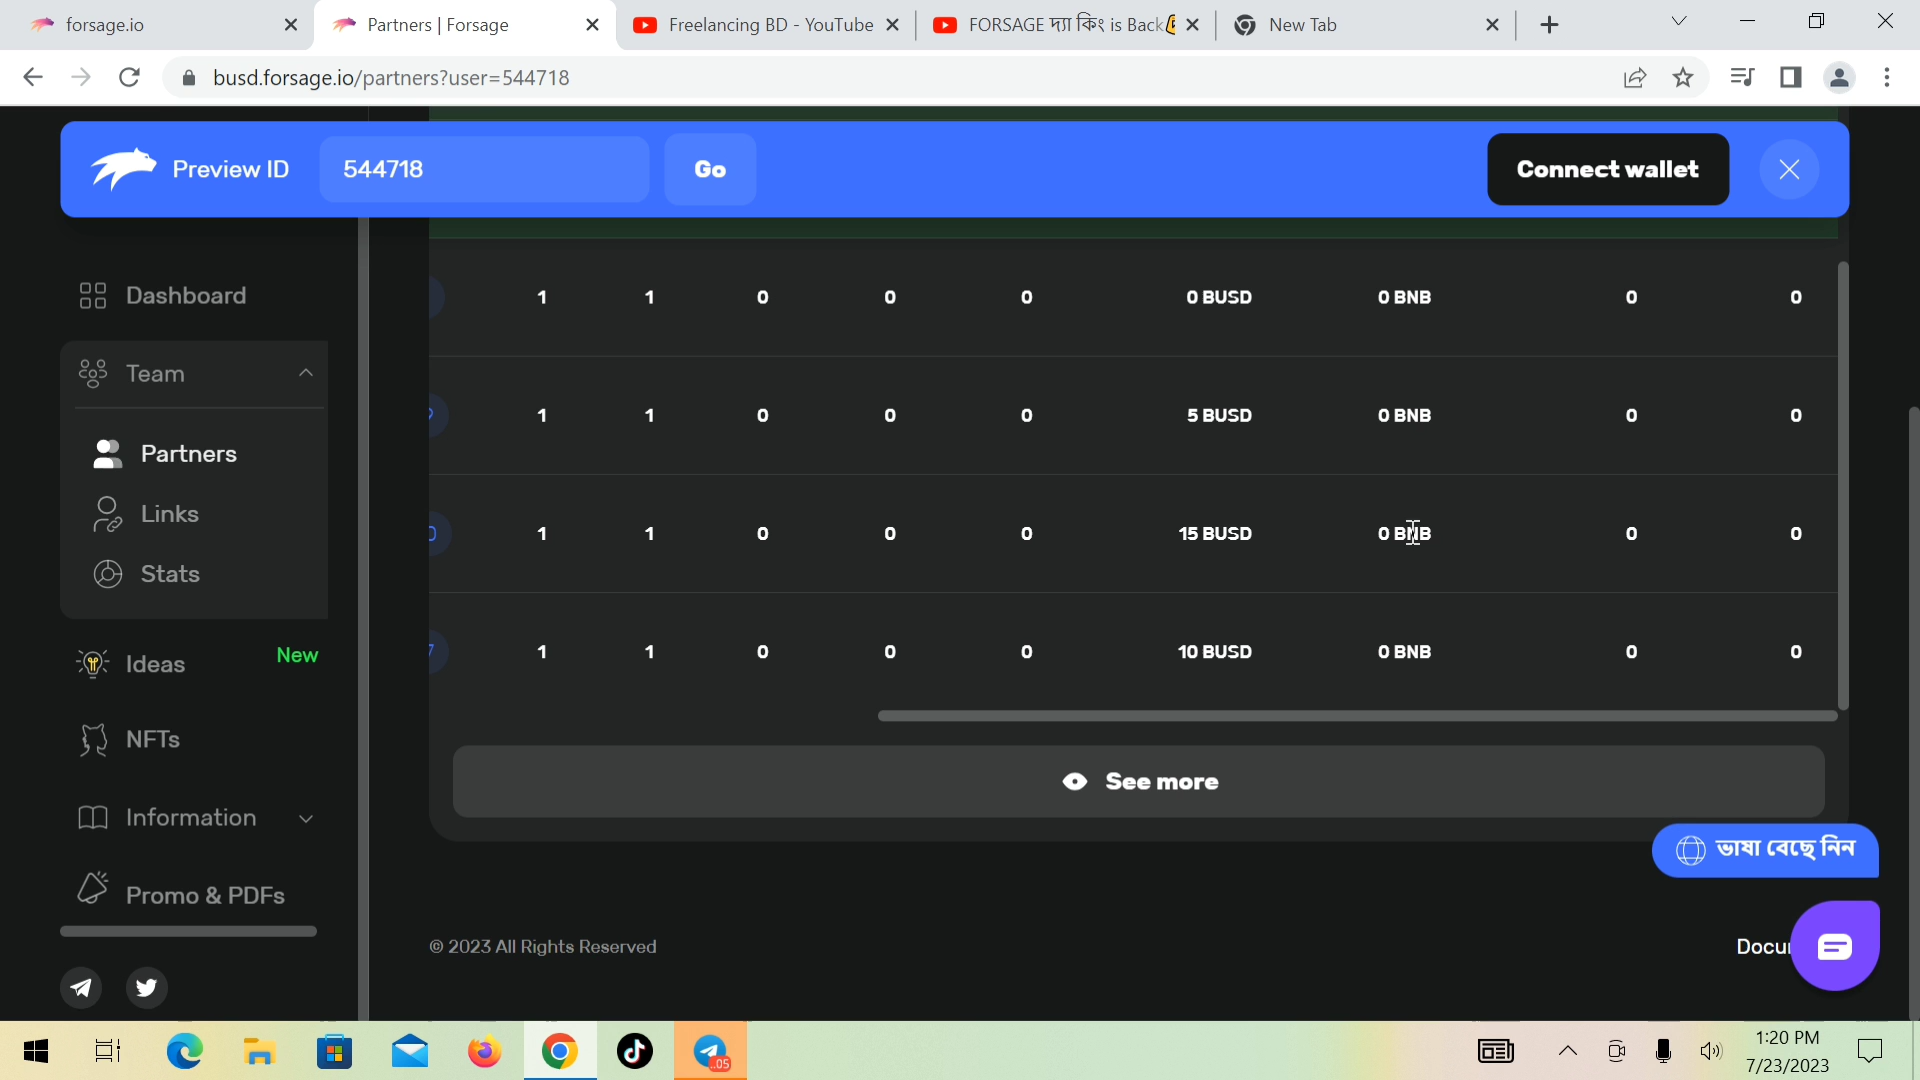 forsage.io
Partners | Forsage
Freelancing BD - YouTube
FORSAGE দ্যা কিং is Back
New Tab
busd.forsage.io/partners?user=544718
Preview ID
544718
Go
Connect wallet
Dashboard
Team
Partners
Links
Stats
Ideas
New
NFTs
Information
Promo & PDFs
1 1 0 0 0 0 BUSD 0 BNB 0 0
1 1 0 0 0 5 BUSD 0 BNB 0 0
1 1 0 0 0 15 BUSD 0 BNB 0 0
7 1 1 0 0 0 10 BUSD 0 BNB 0 0
See more
ভাষা বেছে নিন
© 2023 All Rights Reserved
Docu
..05
1:20 PM
7/23/2023